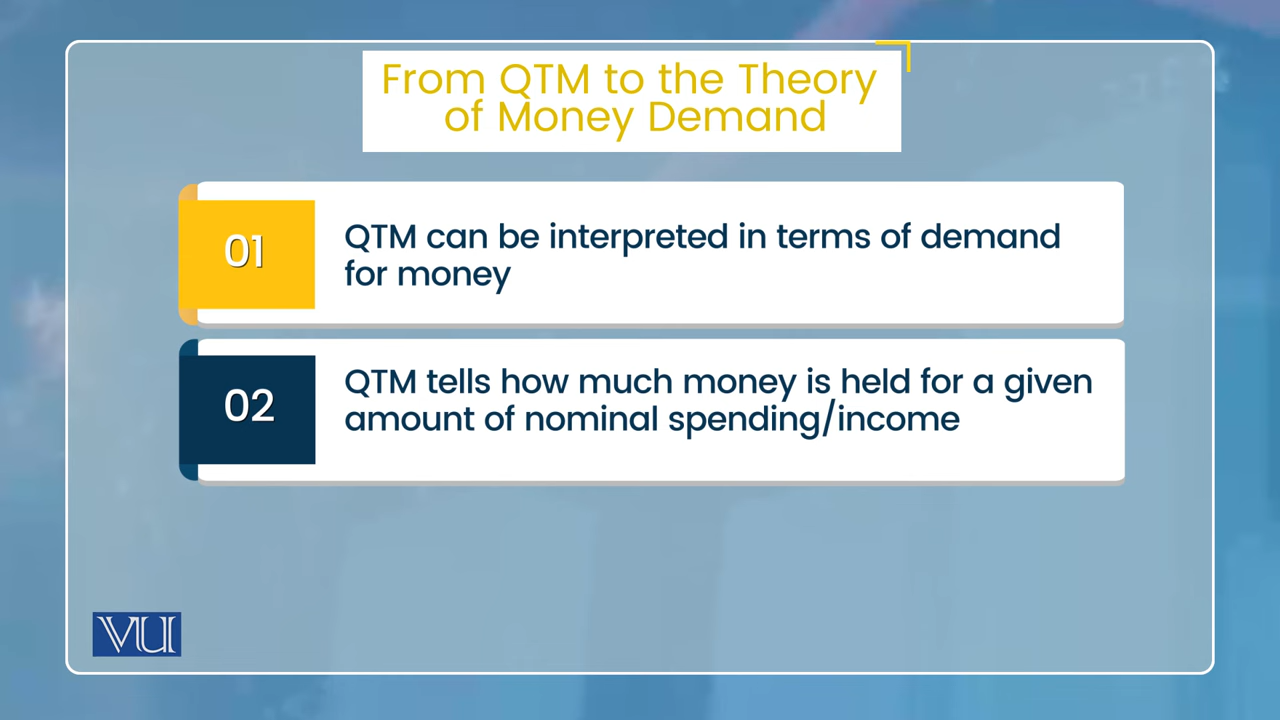 From QTM to the Theory
of Money Demand
01
QTM can be interpreted in terms of demand
for money
02
QTM tells how much money is held for a given
amount of nominal spending/income
VU